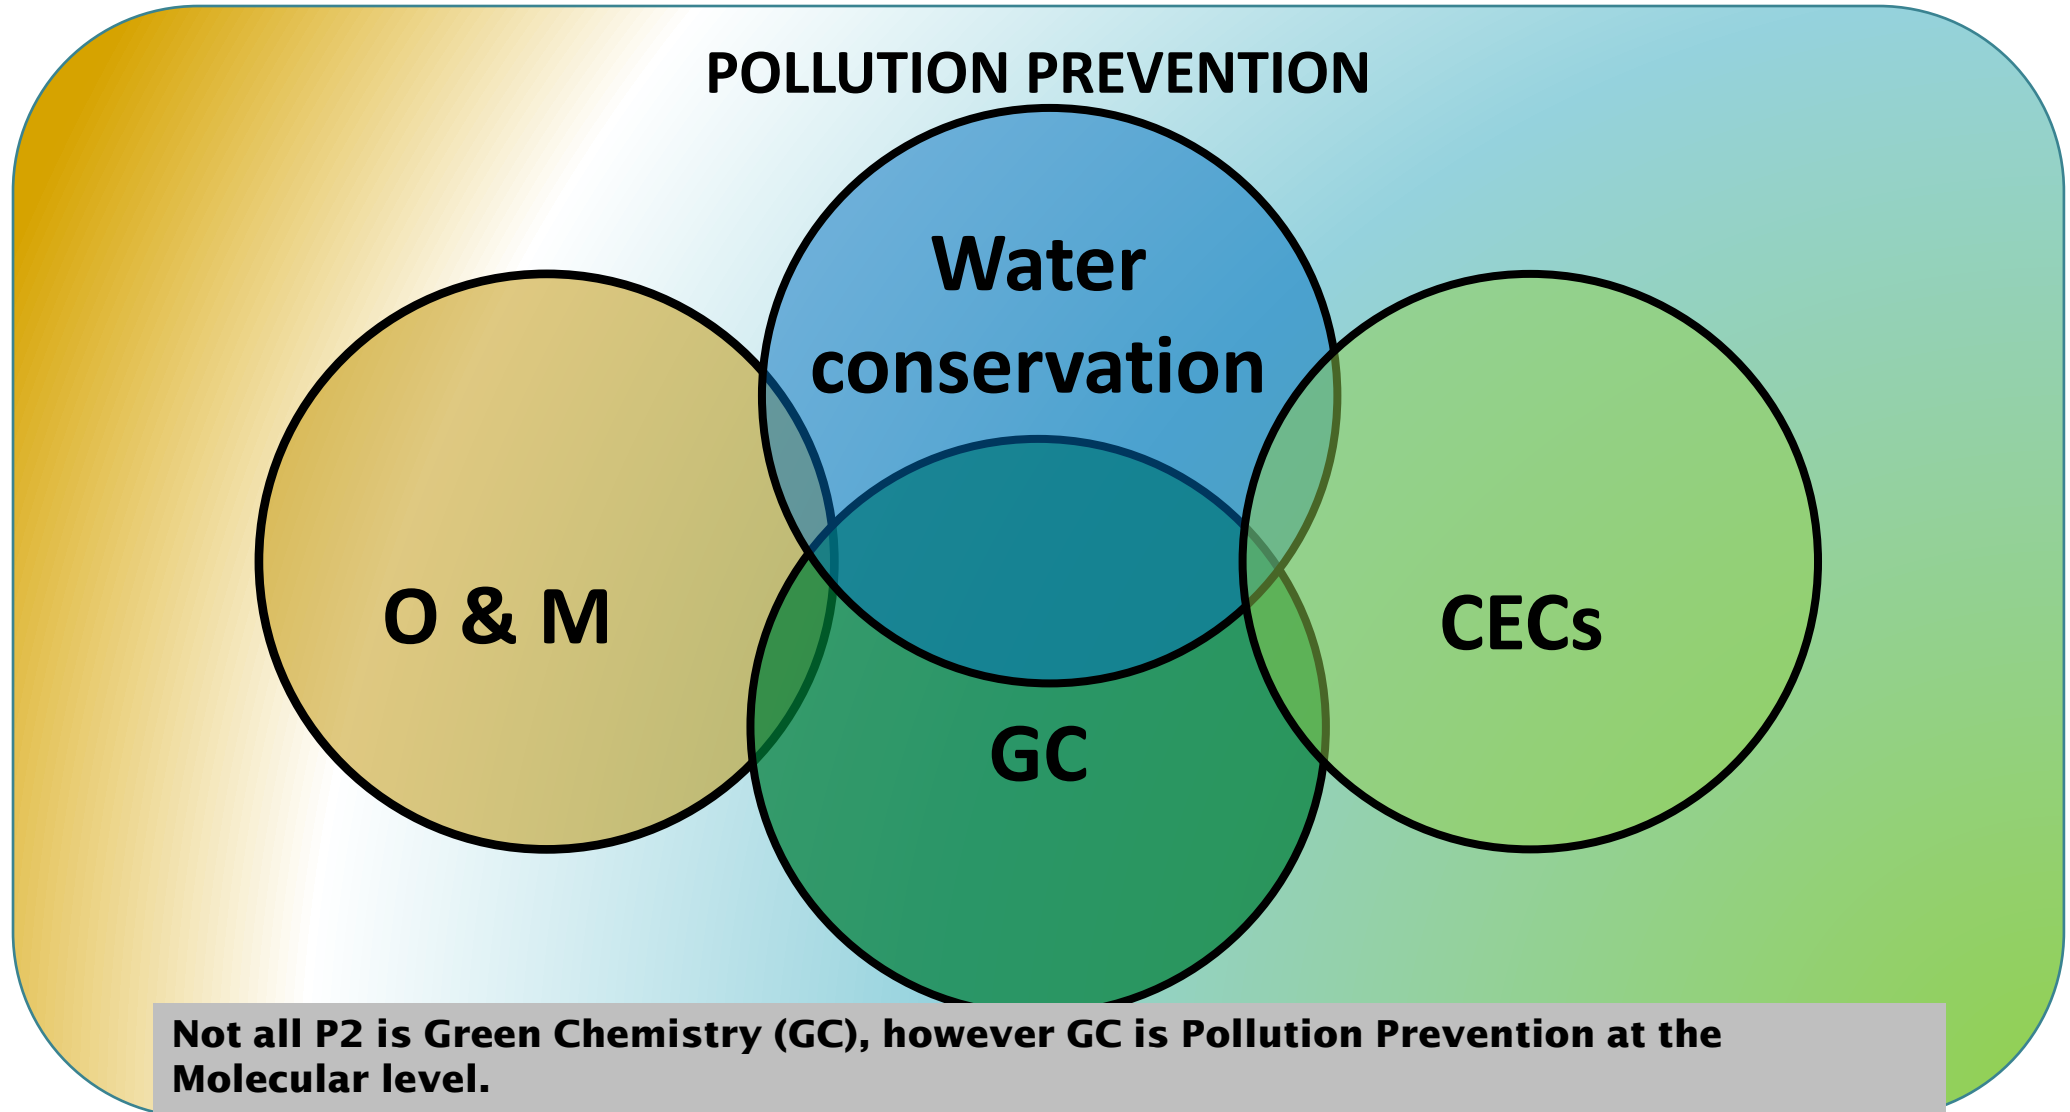 POLLUTION PREVENTION
Water
conservation
O & M
CECs
GC
Not all P2 is Green Chemistry (GC), however GC is Pollution Prevention at the
Molecular level.